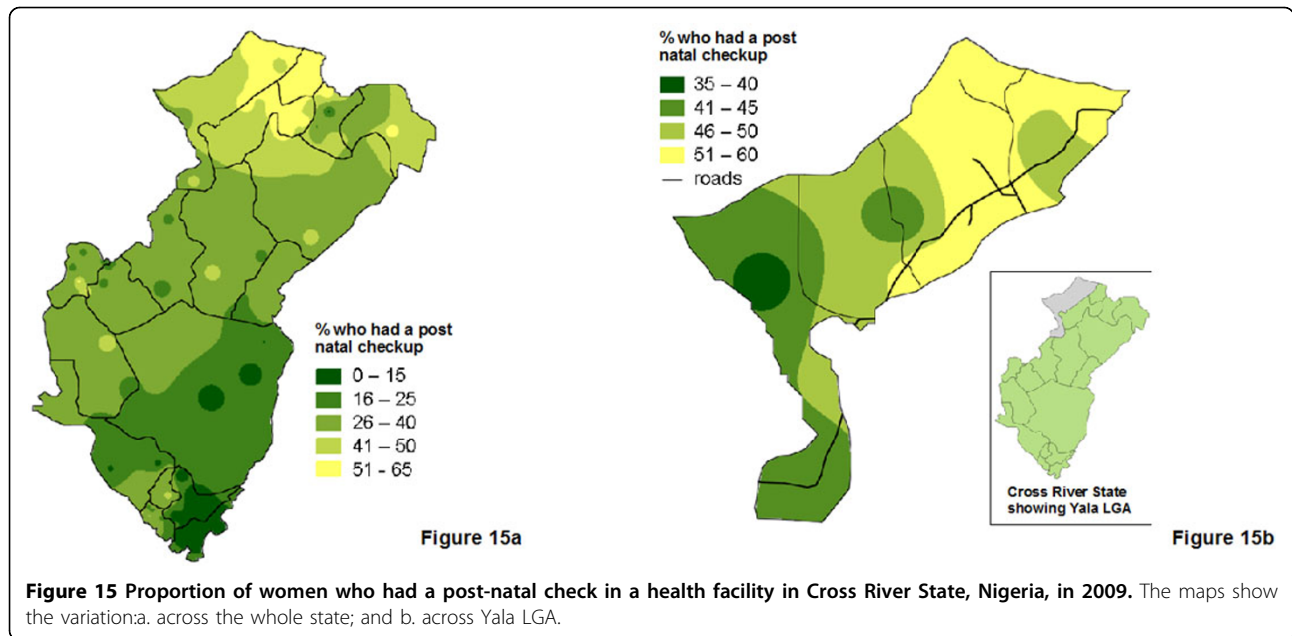 % who had a post
natal checkup
0 – 15
16 – 25
26 – 40
41 – 50
51 - 65
Figure 15a
% who had a post
natal checkup
35 – 40
41 – 45
46 – 50
51 – 60
roads
Cross River State
showing Yala LGA
Figure 15b
Figure 15 Proportion of women who had a post-natal check in a health facility in Cross River State, Nigeria, in 2009. The maps show
the variation:a. across the whole state; and b. across Yala LGA.